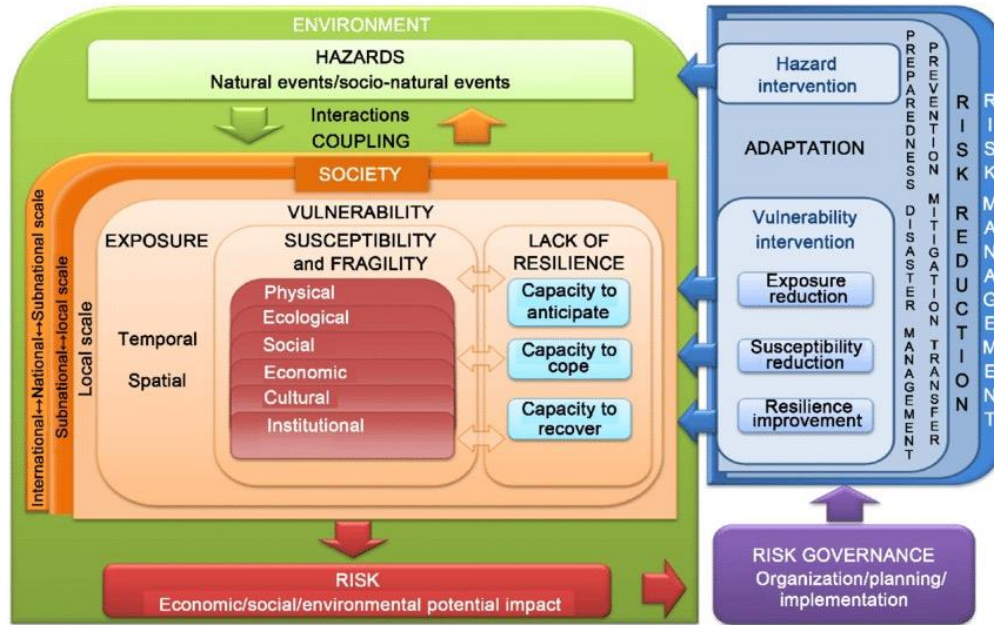 ENVIRONMENT
HAZARDS
Natural events/socio-natural events
Interactions
COUPLING
SOCIETY
International↔National↔Subnational scale
Subnational↔local scale
Local scale
VULNERABILITY
EXPOSURE
Temporal
Spatial
SUSCEPTIBILITY
and FRAGILITY
Physical
Ecological
Social
Economic
Cultural
Institutional
LACK OF
RESILIENCE
Capacity to
anticipate
Capacity to
cope
Capacity to
recover
RISK
Economic/social/environmental potential impact
Hazard
intervention
ADAPTATION
Vulnerability
intervention
Exposure
reduction
Susceptibility
reduction
Resilience
improvement
PREPAREDNESS DISASTER MANAGEMENT
PREVENTION MITIGATION TRANSFER
RISK REDUCTION
RISK MANAGEMENT
RISK GOVERNANCE
Organization/planning/
implementation